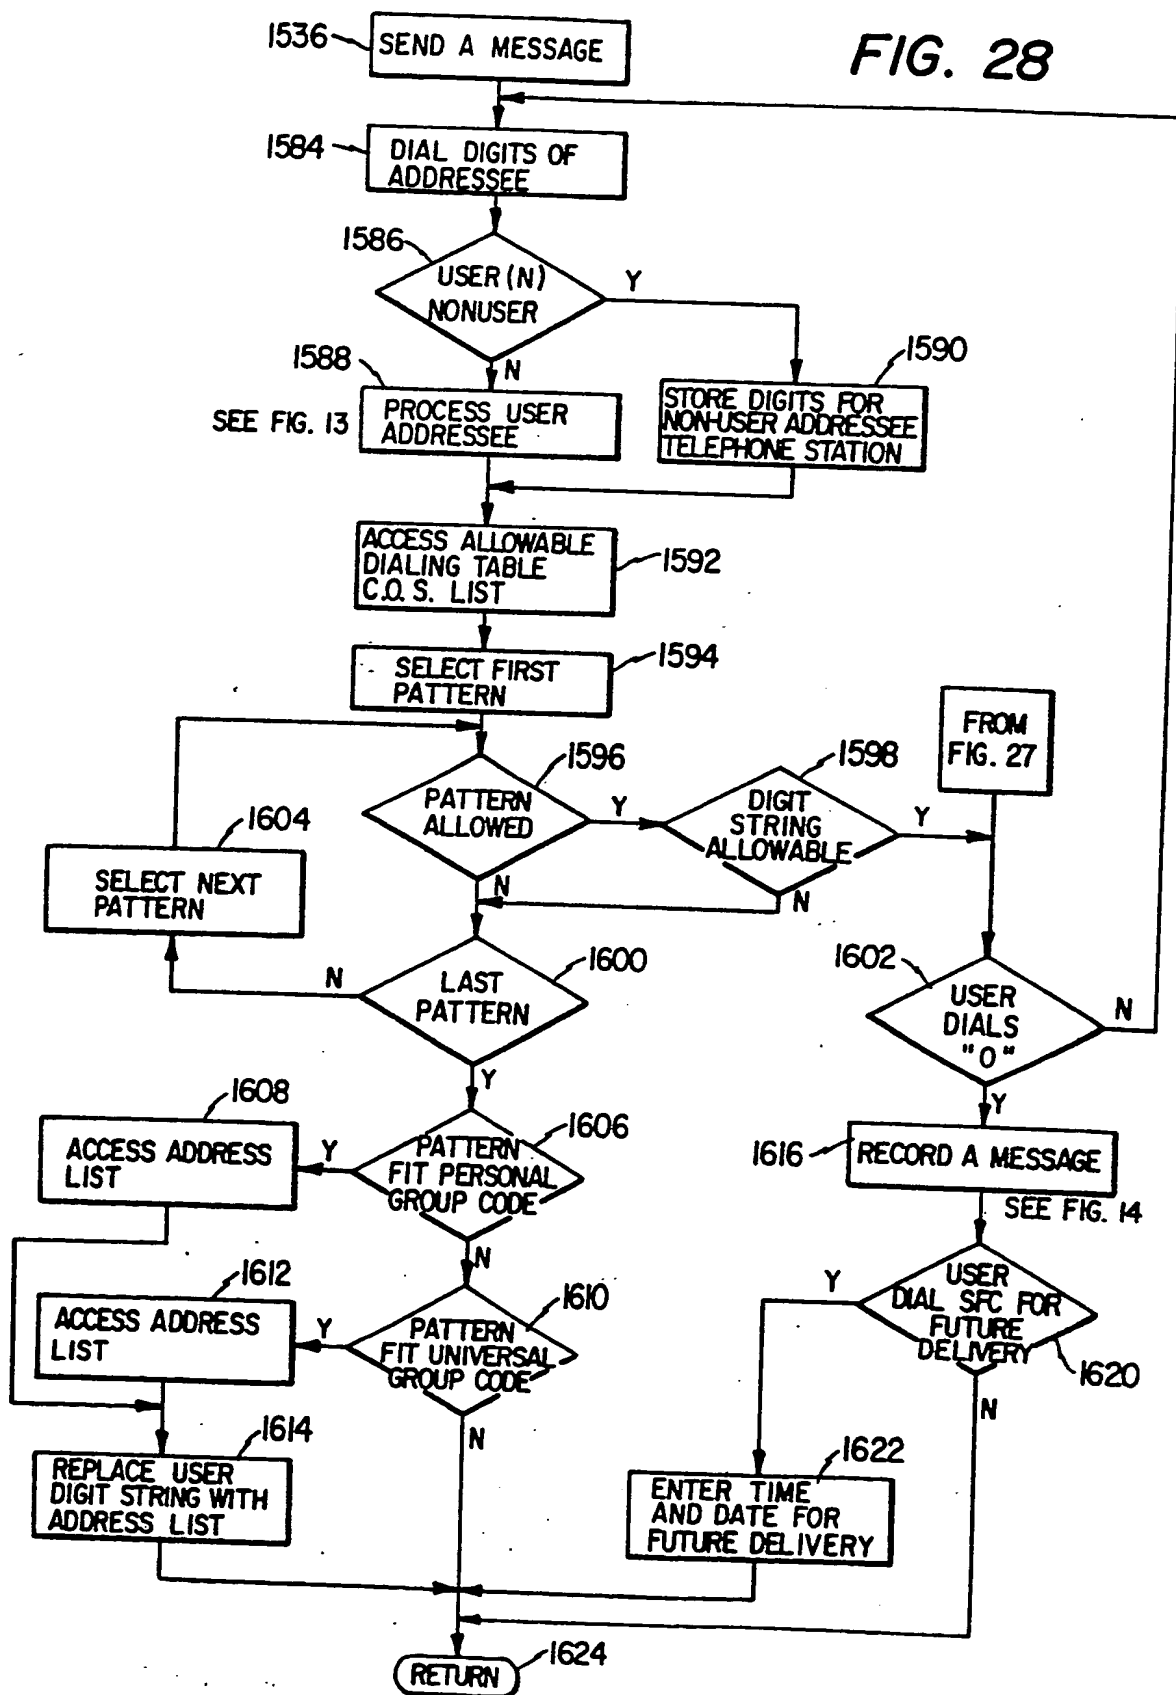 FIG. 28
1536
SEND A MESSAGE
1584
DIAL DIGITS OF
ADDRESSEE
1586
USER (N)
NONUSER
Y
N
1588
SEE FIG. 13
PROCESS USER
ADDRESSEE
1590
STORE DIGITS FOR
NON-USER ADDRESSEE
TELEPHONE STATION
ACCESS ALLOWABLE
DIALING TABLE
C.O.S. LIST
1592
SELECT FIRST
PATTERN
1594
FROM
FIG. 27
1596
PATTERN
ALLOWED
Y
N
1598
DIGIT
STRING
ALLOWABLE
Y
N
1604
SELECT NEXT
PATTERN
1600
LAST
PATTERN
N
Y
1602
USER
DIALS
"O"
N
Y
1608
ACCESS ADDRESS
LIST
1606
PATTERN
FIT PERSONAL
GROUP CODE
Y
N
1616
RECORD A MESSAGE
SEE FIG. 14
1612
ACCESS ADDRESS
LIST
1610
PATTERN
FIT UNIVERSAL
GROUP CODE
Y
N
USER
DIAL SFC FOR
FUTURE
DELIVERY
1620
Y
N
1614
REPLACE USER
DIGIT STRING WITH
ADDRESS LIST
1622
ENTER TIME
AND DATE FOR
FUTURE DELIVERY
RETURN
1624